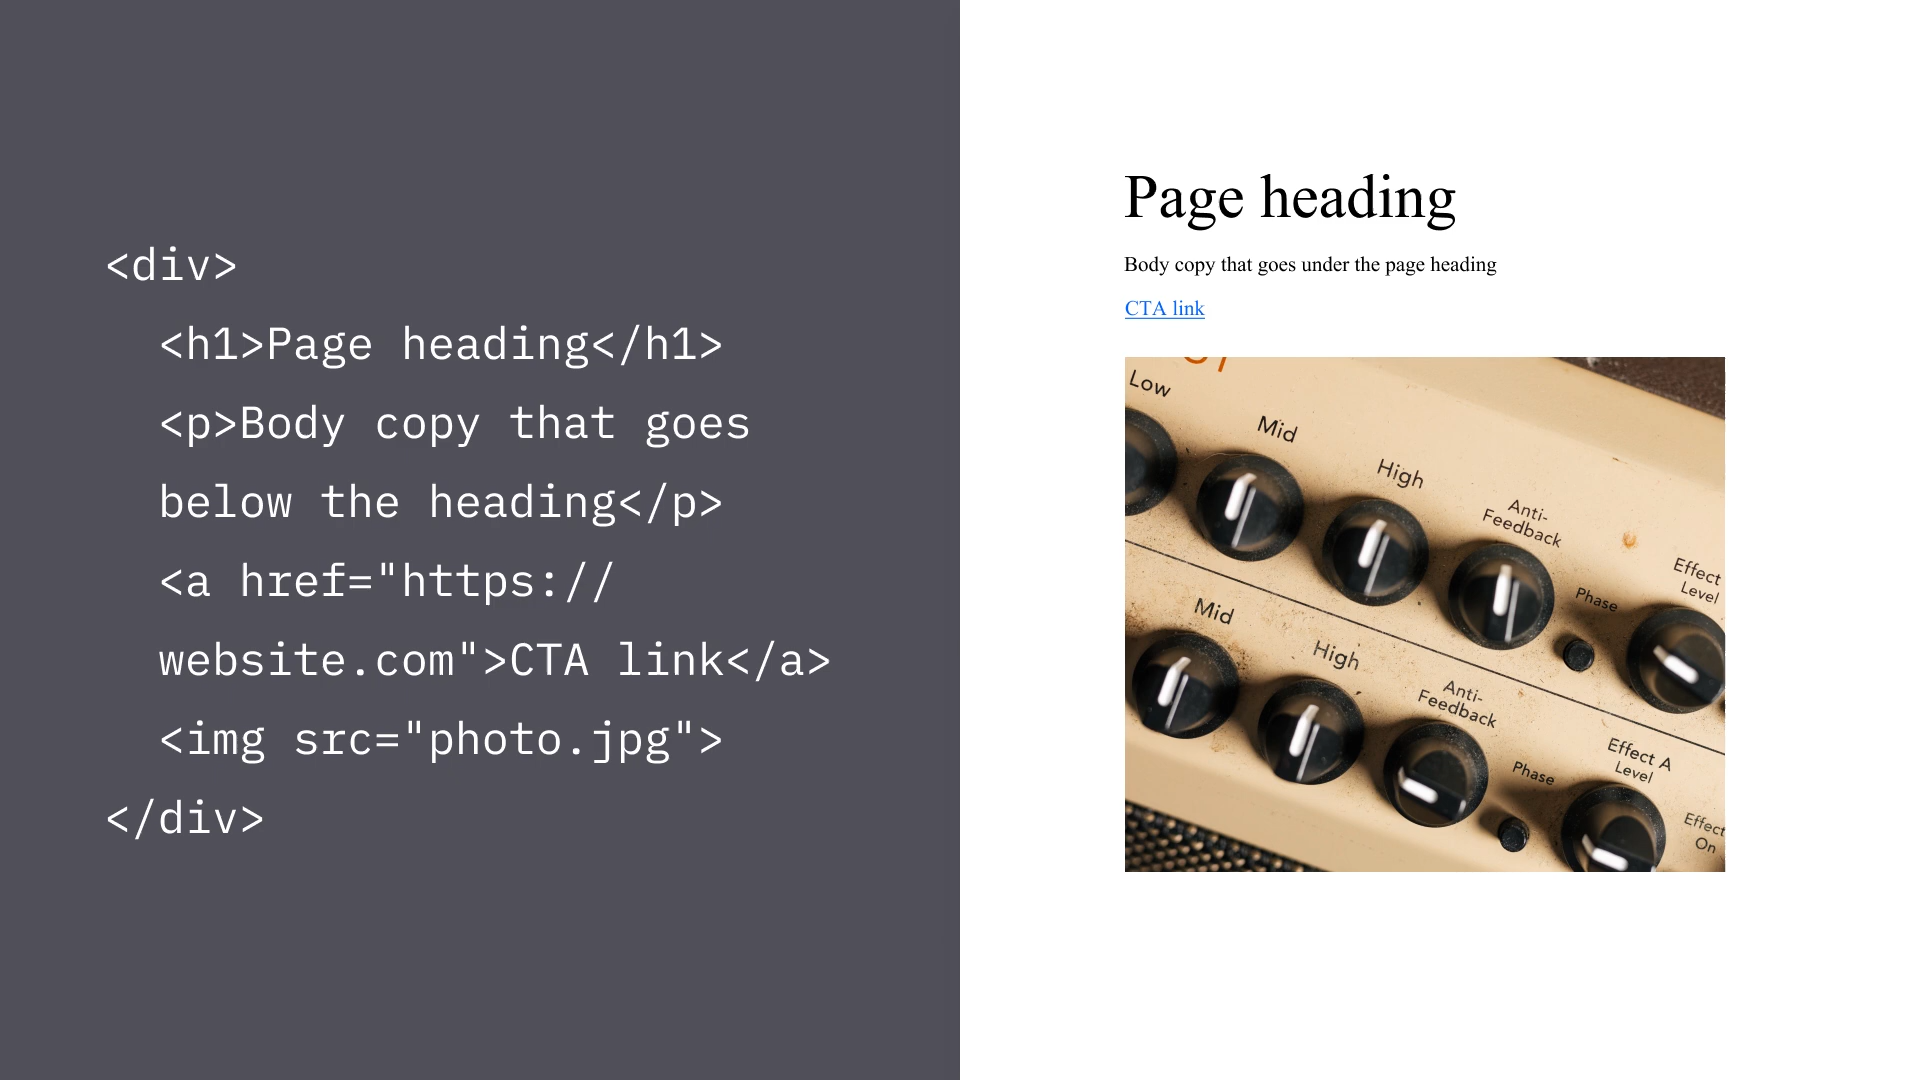 <div>
<h1>Page heading</h1>
<p>Body copy that goes
below the heading</p>
<a href="https://
website.com">CTA link</a>
<img src="photo.jpg">
</div>
Page heading
Body copy that goes under the page heading
CTA link
Low
Mid
High
Anti-
Feedback
Phase
Effect
Level
Mid
High
Anti-
Feedback
Phase
Effect A
Level
Effect
On